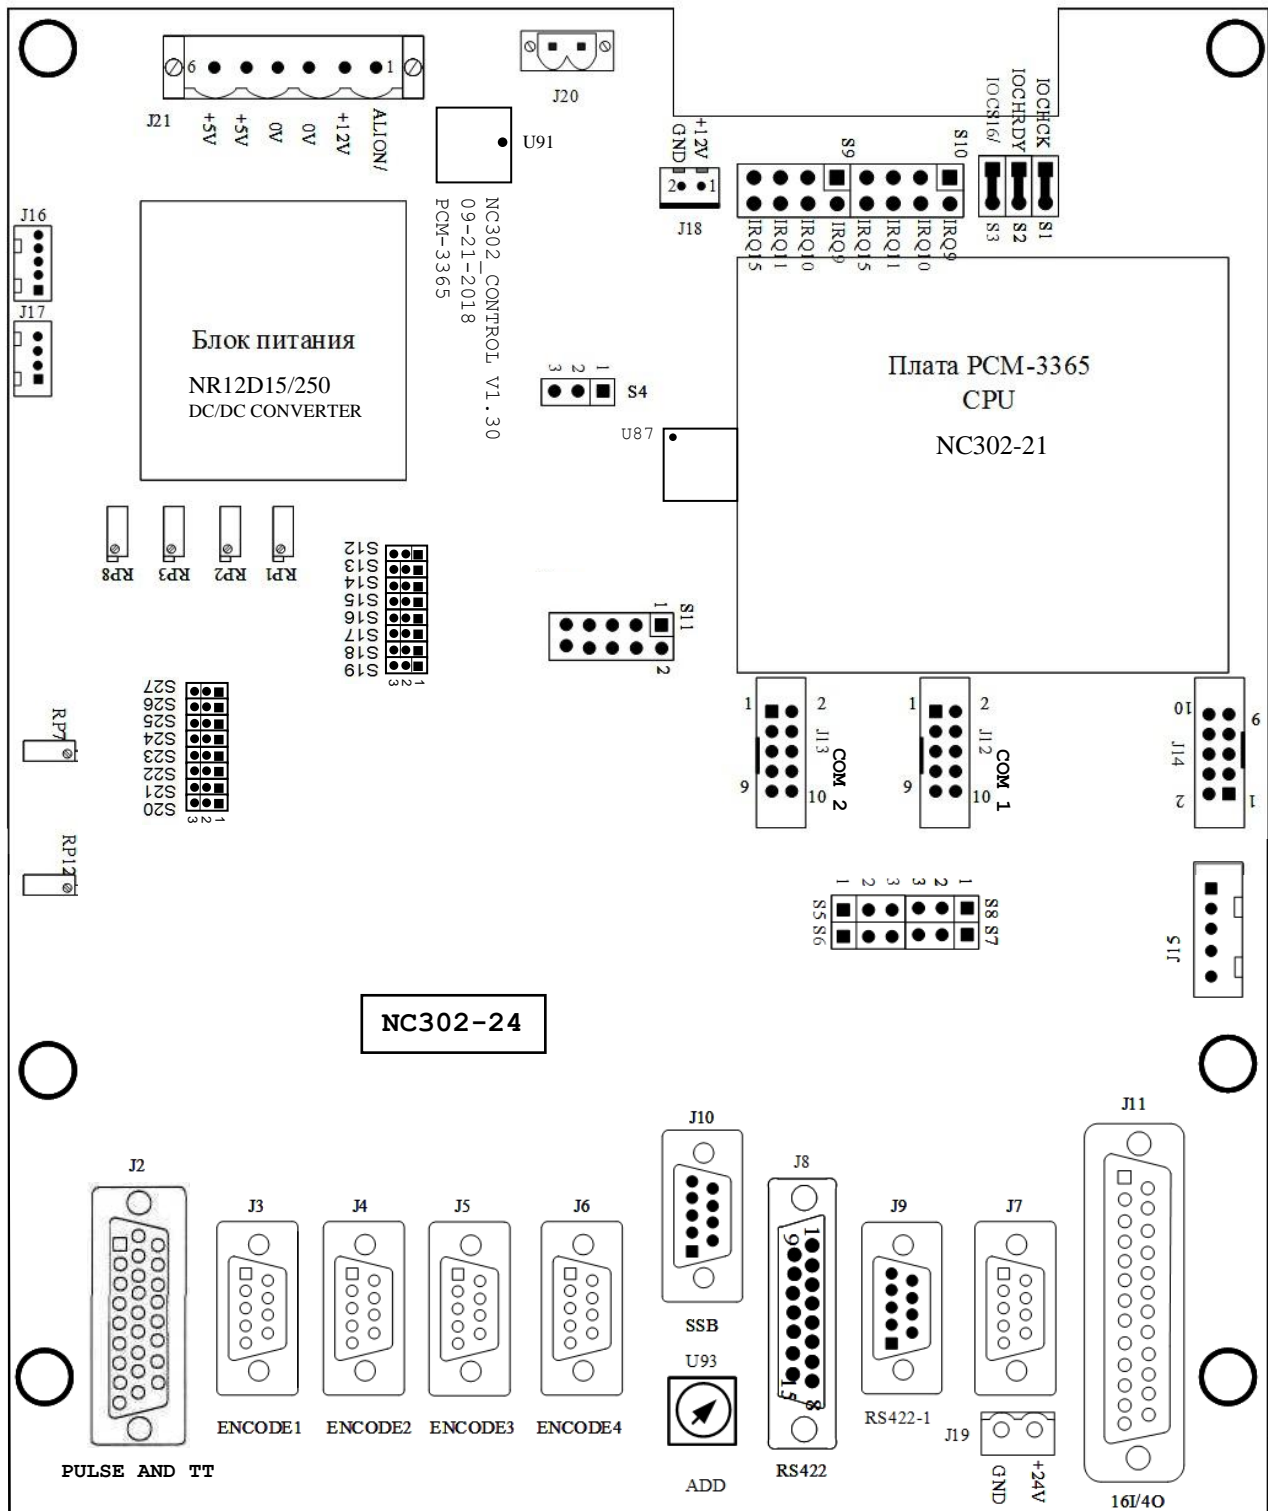 6
1
J21
+5V
+5V
0V
0V
+12V
ALION/
J20
U91
NC302_CONTROL V1.30
09-21-2018
PCM-3365
GND
+12V
2
1
J18
S9
S10
IRQ15
IRQ11
IRQ10
IRQ9
IRQ15
IRQ11
IRQ10
IRQ9
IOCS16/
IOCHRDY
IOCHCK
S3
S2
S1
J16
J17
Блок питания
NR12D15/250
DC/DC CONVERTER
Плата PCM-3365
CPU
NC302-21
3
2
1
S4
U87
RP8
RP3
RP2
RP1
S12
S13
S14
S15
S16
S17
S18
S19
3
2
1
1
S11
2
S27
S26
S25
S24
S23
S22
S21
S20
3
2
1
RP7
RP12
1
2
J13
COM 2
9
10
1
2
J12
COM 1
9
10
10
9
J14
2
1
1
2
3
3
2
1
S5
S6
S8
S7
J15
NC302-24
J2
PULSE AND TT
J3
ENCODE1
J4
ENCODE2
J5
ENCODE3
J6
ENCODE4
J10
SSB
U93
ADD
J8
1
9
15
8
RS422
J9
RS422-1
J7
J19
GND
+24V
J11
16I/4O